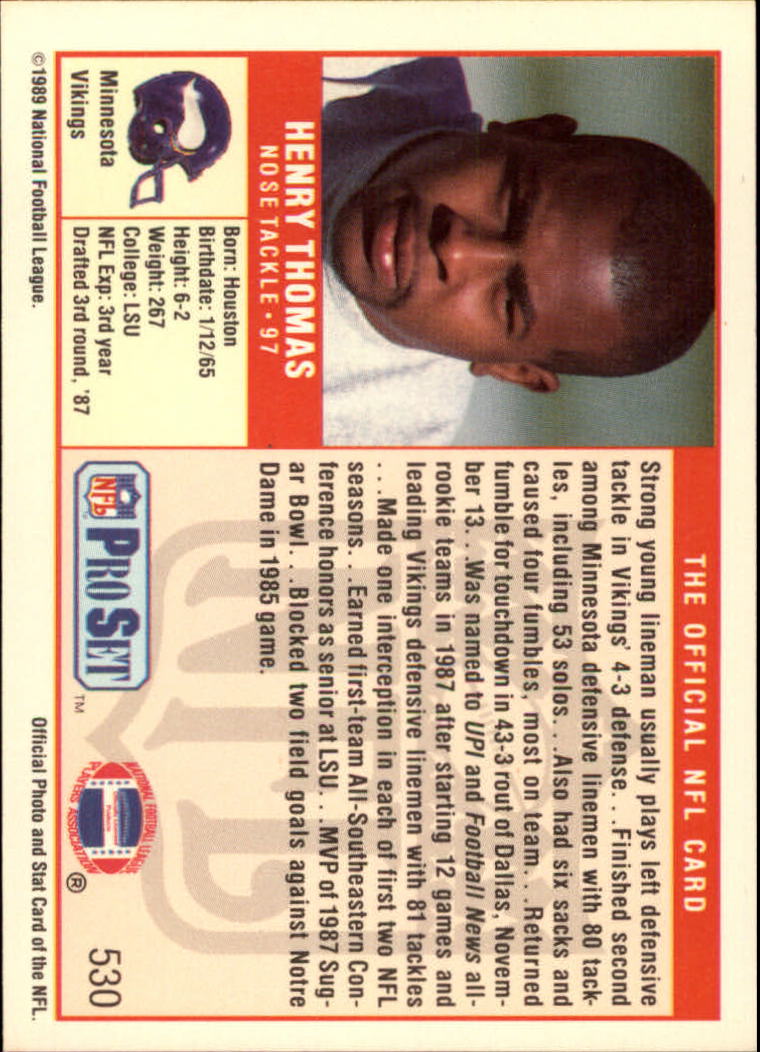 THE OFFICIAL NFL CARD
HENRY THOMAS
NOSE TACKLE • 97
Minnesota
Vikings
Born: Houston
Birthdate: 1/12/65
Height: 6-2
Weight: 267
College: LSU
NFL Exp: 3rd year
Drafted 3rd round, '87
Strong young lineman usually plays left defensive
tackle in Vikings' 4-3 defense. . .Finished second
among Minnesota defensive linemen with 80 tack-
les, including 53 solos. . .Also had six sacks and
caused four fumbles, most on team. . .Returned
fumble for touchdown in 43-3 rout of Dallas, Novem-
ber 13. . .Was named to UPI and Football News all-
rookie teams in 1987 after starting 12 games and
leading Vikings defensive linemen with 81 tackles
. . .Made one interception in each of first two NFL
seasons. . .Earned first-team All-Southeastern Con-
ference honors as senior at LSU. . .MVP of 1987 Sug-
ar Bowl. . .Blocked two field goals against Notre
Dame in 1985 game.
NFL
NFL PRO SET ™
NATIONAL FOOTBALL LEAGUE
PLAYERS ASSOCIATION
®
530
© 1989 National Football League.
Official Photo and Stat Card of the NFL.